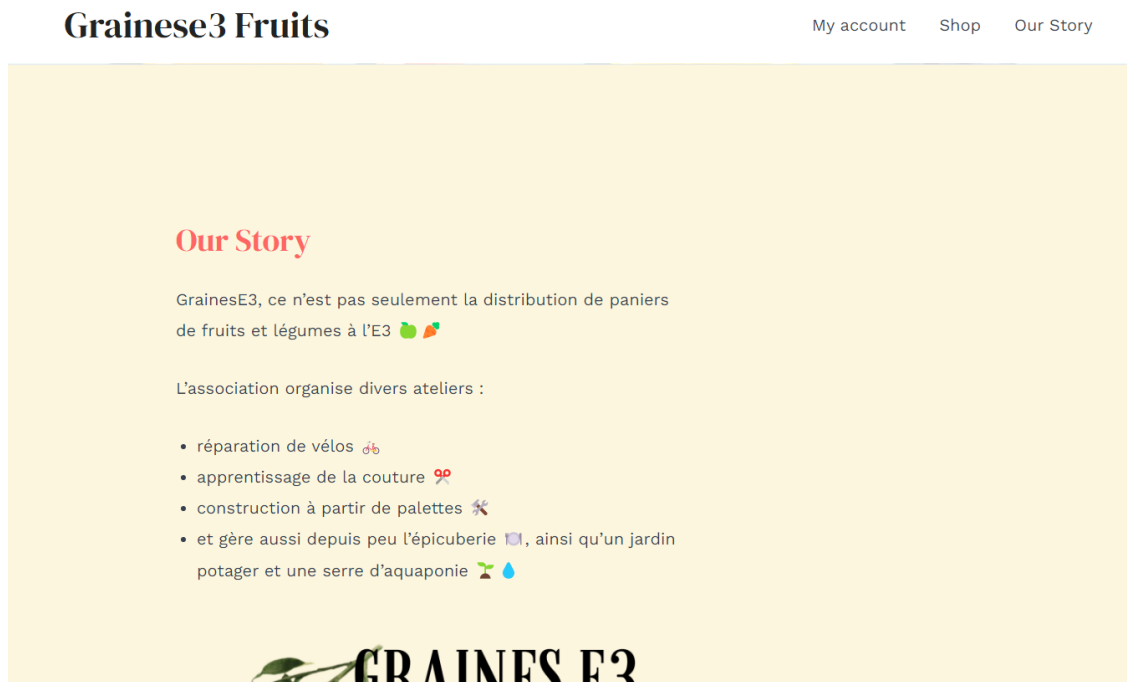 Grainese3 Fruits
My account Shop Our Story
Our Story
GrainesE3, ce n’est pas seulement la distribution de paniers
de fruits et légumes à l’E3 🍏 🥕
L’association organise divers ateliers :
• réparation de vélos 🚲
• apprentissage de la couture ✂️
• construction à partir de palettes 🛠️
• et gère aussi depuis peu l’épicuberie 🍽️, ainsi qu’un jardin
potager et une serre d’aquaponie 🌱 💧
GRAINES E3